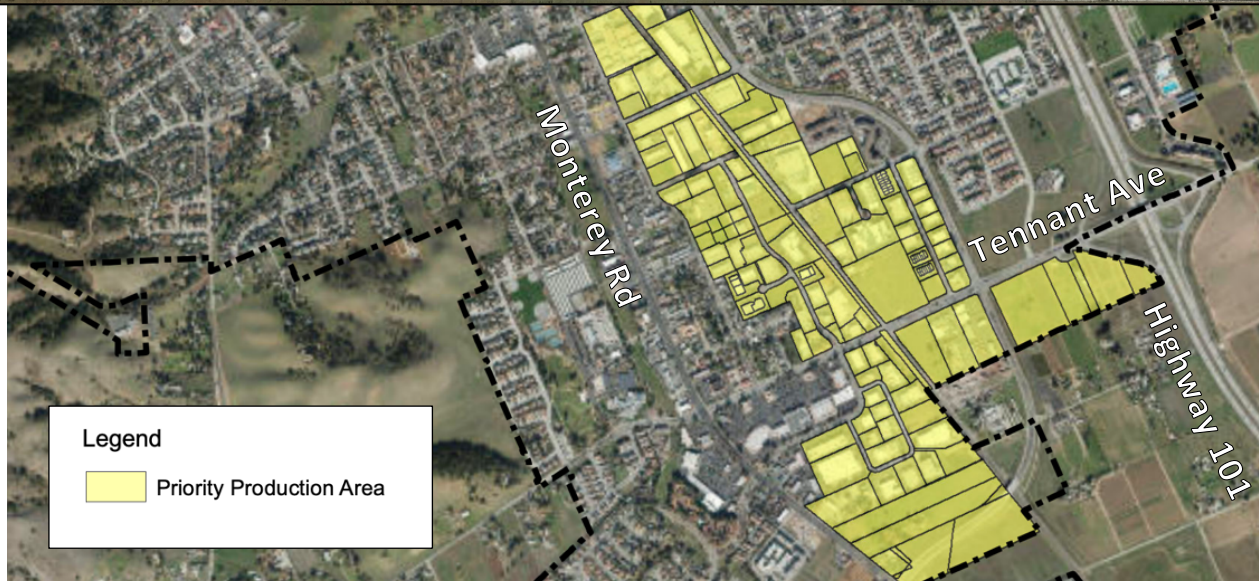 Monterey Rd
Tennant Ave
Highway 101
Legend
Priority Production Area